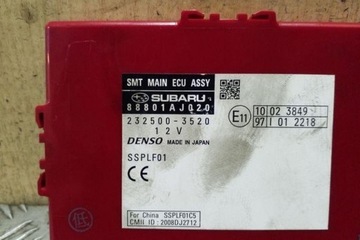 SMT MAIN ECU ASSY
SUBARU
88801AJ020
232500-3520
12V
DENSO MADE IN JAPAN
SSPLF01
CE
E11
10 02 3849
97 I 01 2218
For China SSPLF01CS
CMII ID : 2008DJ2712